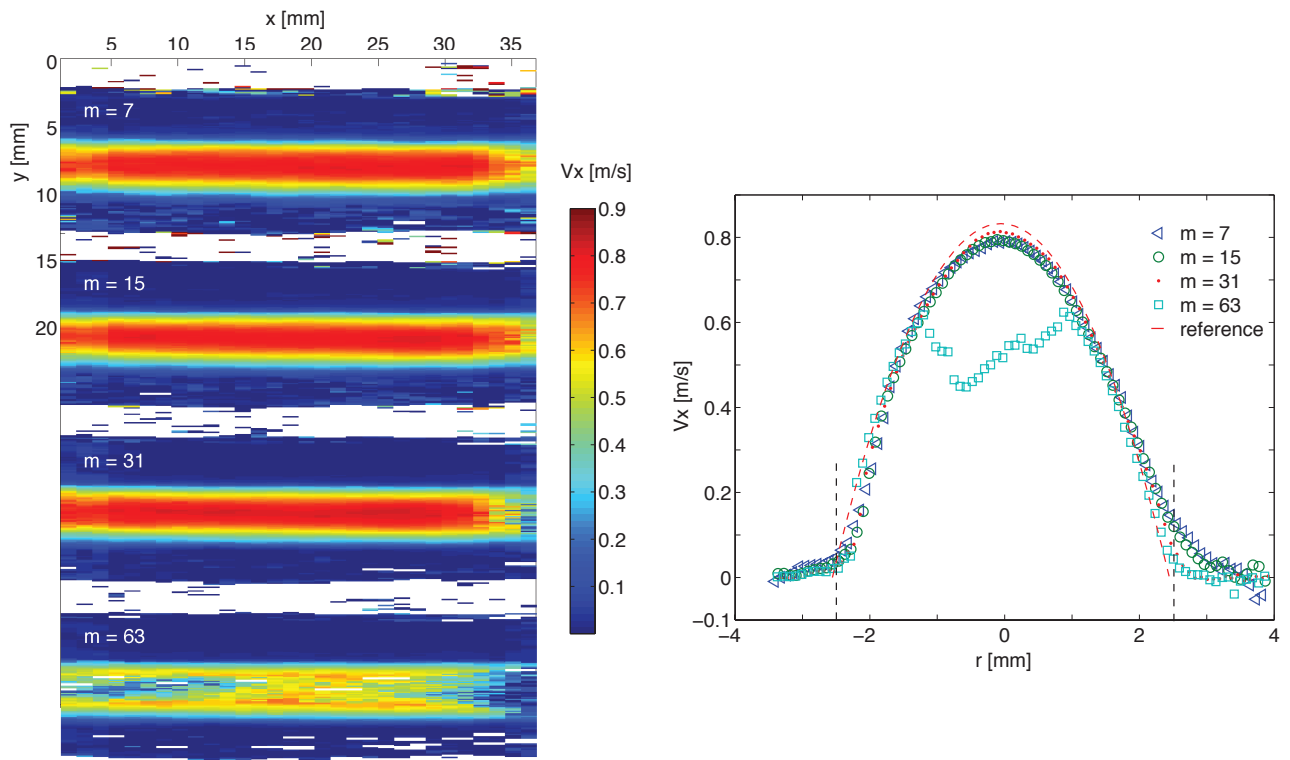 x [mm]
5 10 15 20 25 30 35
y [mm]
0
5
10
15
20
m = 7
m = 15
m = 31
m = 63
Vx [m/s]
0.9
0.8
0.7
0.6
0.5
0.4
0.3
0.2
0.1
Vx [m/s]
0.8
0.6
0.4
0.2
0
−0.1
−4 −2 0 2 4
r [mm]
m = 7
m = 15
m = 31
m = 63
reference